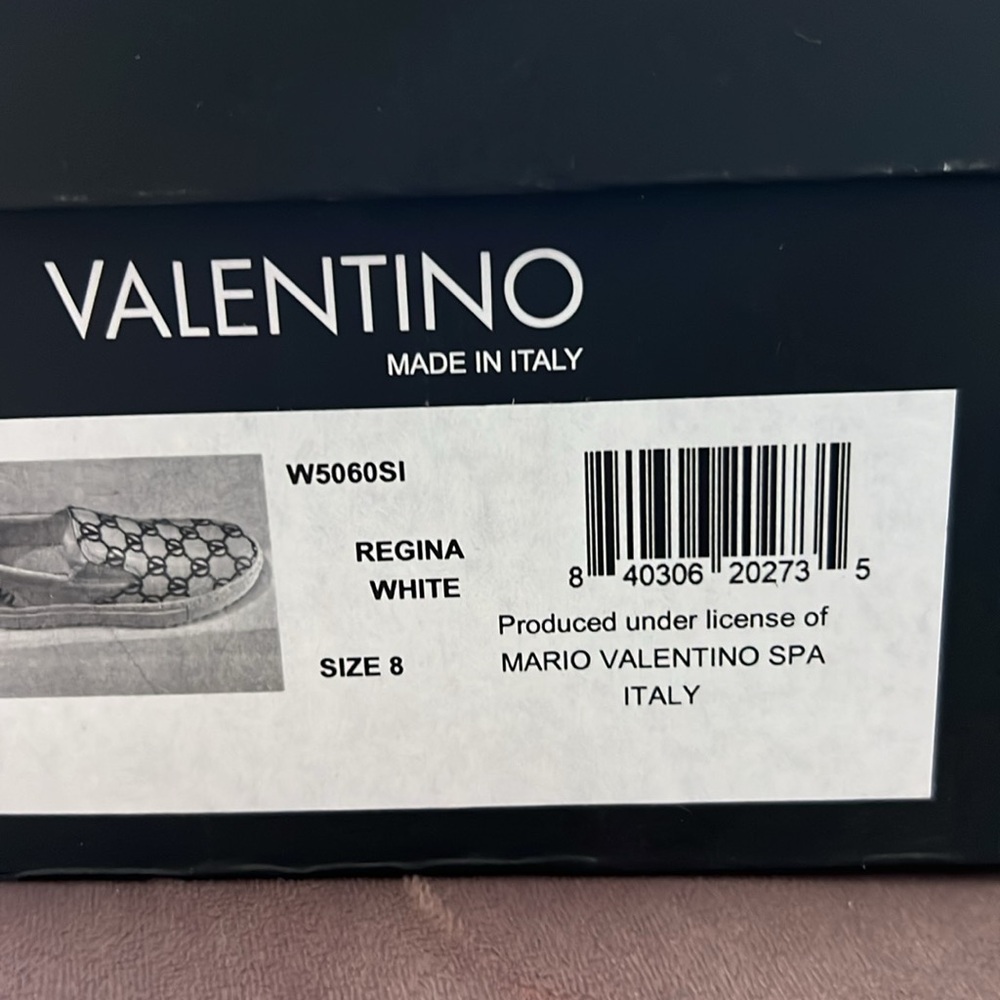 VALENTINO
MADE IN ITALY
W5060SI
REGINA
WHITE
SIZE 8
8 40306 20273 5
Produced under license of
MARIO VALENTINO SPA
ITALY